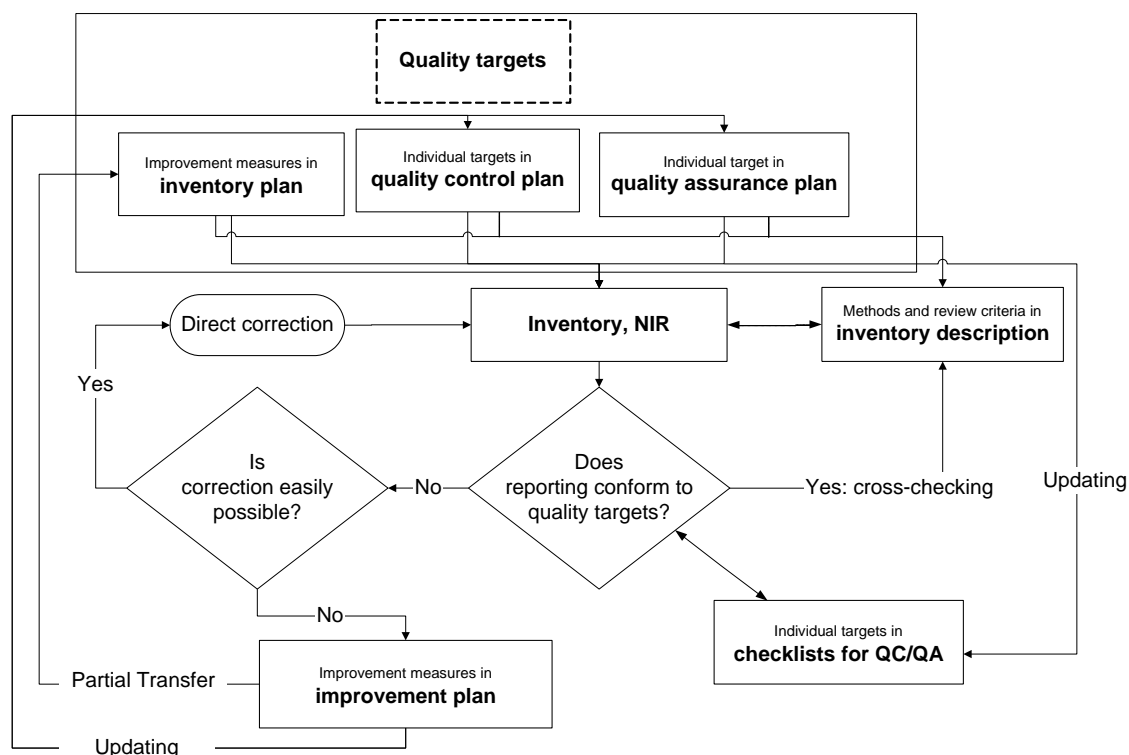 Quality targets
Improvement measures in
inventory plan
Individual targets in
quality control plan
Individual target in
quality assurance plan
Direct correction
Inventory, NIR
Methods and review criteria in
inventory description
Yes
Is
correction easily
possible?
No
Does
reporting conform to
quality targets?
Yes: cross-checking
Updating
No
Individual targets in
checklists for QC/QA
Partial Transfer
Improvement measures in
improvement plan
Updating